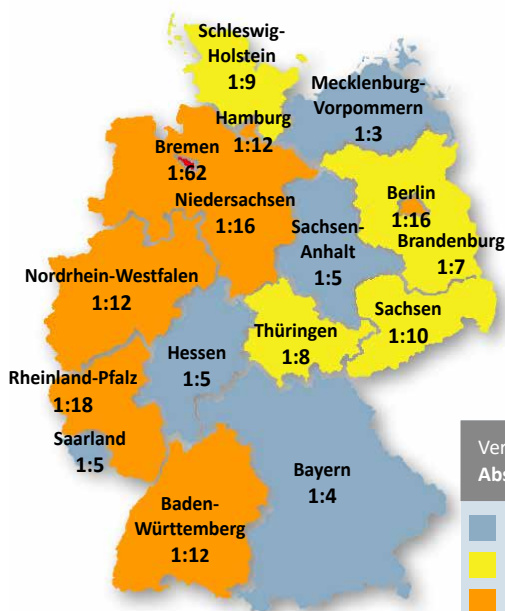 Schleswig-
Holstein
1:9
Mecklenburg-
Vorpommern
1:3
Hamburg
1:12
Bremen
1:62
Niedersachsen
1:16
Berlin
1:16
Brandenburg
1:7
Sachsen-
Anhalt
1:5
Nordrhein-Westfalen
1:12
Sachsen
1:10
Thüringen
1:8
Hessen
1:5
Rheinland-Pfalz
1:18
Saarland
1:5
Bayern
1:4
Baden-
Württemberg
1:12
Ver
Abs